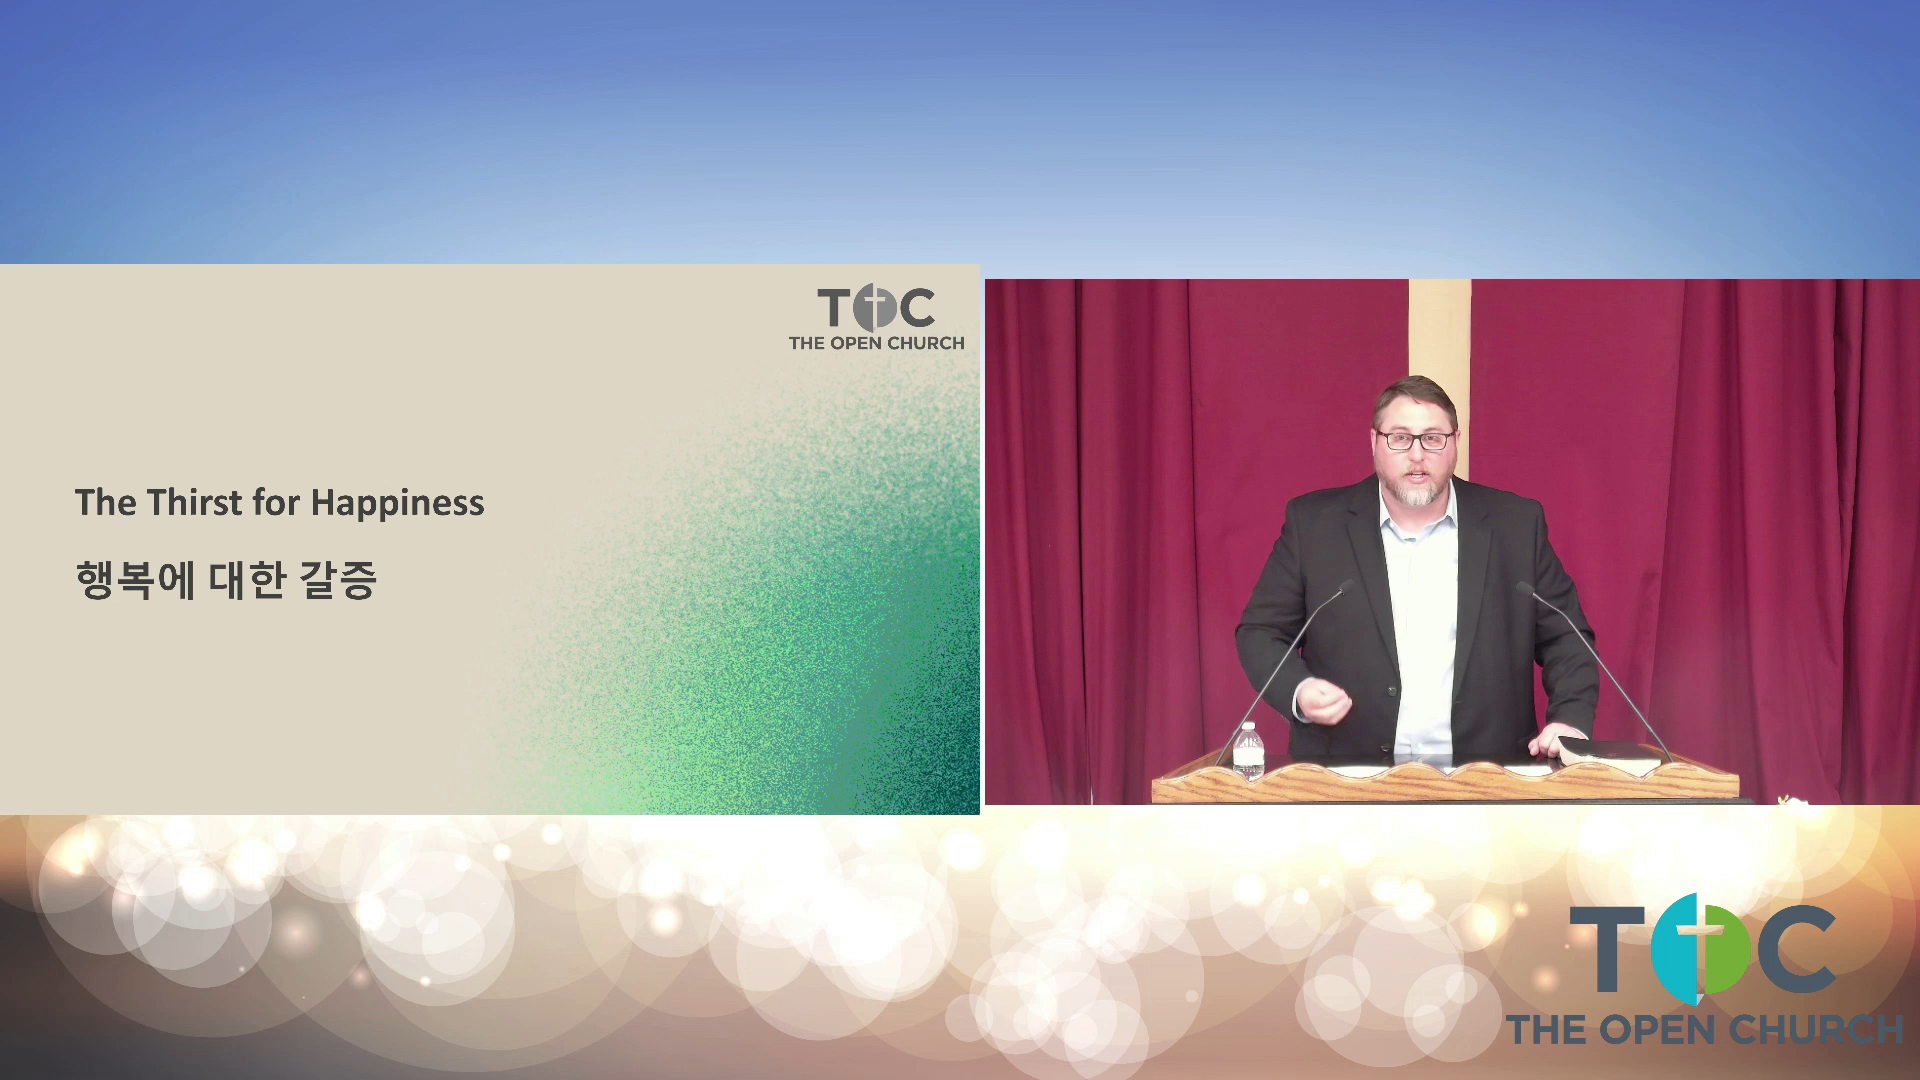 TOC
THE OPEN CHURCH
The Thirst for Happiness
행복에 대한 갈증
TOC
THE OPEN CHURCH